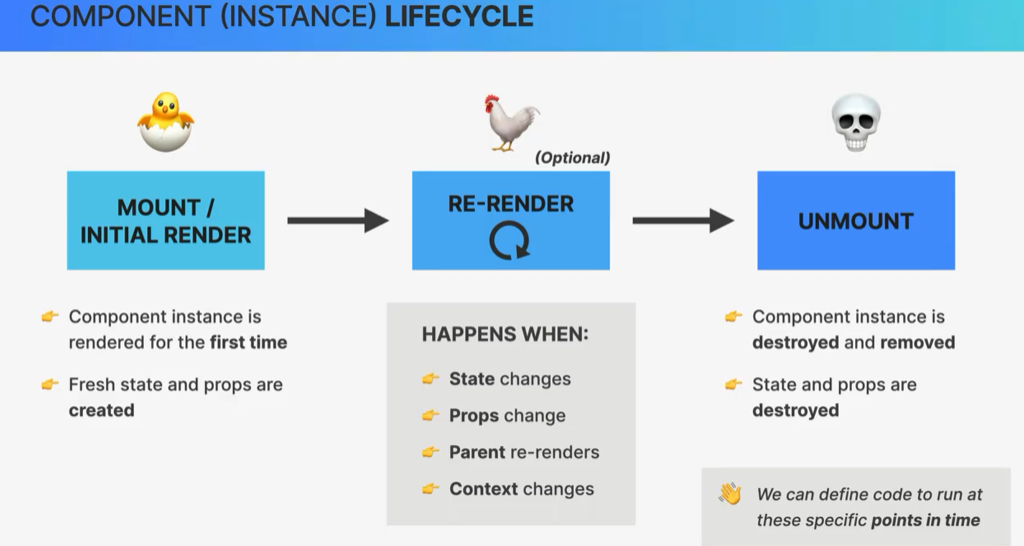 COMPONENT (INSTANCE) LIFECYCLE
(Optional)
MOUNT /
INITIAL RENDER
RE-RENDER
UNMOUNT
Component instance is
rendered for the first time
Fresh state and props are
created
HAPPENS WHEN:
State changes
Props change
Parent re-renders
Context changes
Component instance is
destroyed and removed
State and props are
destroyed
We can define code to run at
these specific points in time